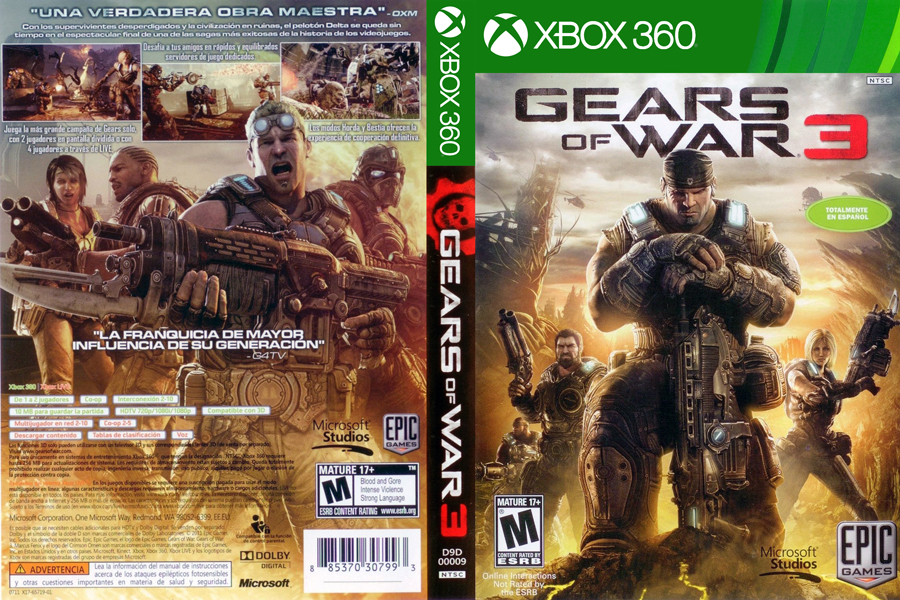 "UNA VERDADERA OBRA MAESTRA" -OXM
Con los supervivientes desperdigados y la civilización en ruinas, el pelotón Delta se queda sin
tiempo en el espectacular final de una de las sagas más exitosas de la historia de los videojuegos.
Desafía a tus amigos en rápidos y equilibrados
servidores de juego dedicados.
Juega la más grande campaña de Gears solo,
con 2 jugadores en pantalla dividida o con
4 jugadores a través de LIVE.
Los modos Horda y Bestia ofrecen la
experiencia de cooperación definitiva.
"LA FRANQUICIA DE MAYOR
INFLUENCIA DE SU GENERACIÓN"
- G4TV
Xbox 360 | Xbox LIVE
De 1 a 2 jugadores
Co-op
Interconexión 2-10
10 MB para guardar la partida
HDTV 720p/1080i/1080p
Compatible con 3D
Multijugador en red 2-10
Co-op 2-5
Descargar contenido
Tablas de clasificación
Voz
Microsoft Corporation, One Microsoft Way, Redmond, WA 98052-6399, EE.EU.
ADVERTENCIA
Lea la información del manual de instrucciones
acerca de los ataques epilépticos fotosensibles
y otras cuestiones importantes en materia de salud y seguridad.
0711 X17-65719-01
Microsoft
Studios
EPIC
GAMES
MATURE 17+
M
Blood and Gore
Intense Violence
Strong Language
ESRB CONTENT RATING www.esrb.org
DOLBY
DIGITAL
Microsoft
8 85370 30799 3
XBOX 360
GEARS OF WAR 3
D9D
00009
NTSC
XBOX 360
NTSC
GEARS
OF WAR 3
TOTALMENTE
EN ESPAÑOL
MATURE 17+
M
CONTENT RATED BY
ESRB
Online Interactions
Not Rated by
the ESRB
Microsoft
Studios
EPIC
GAMES